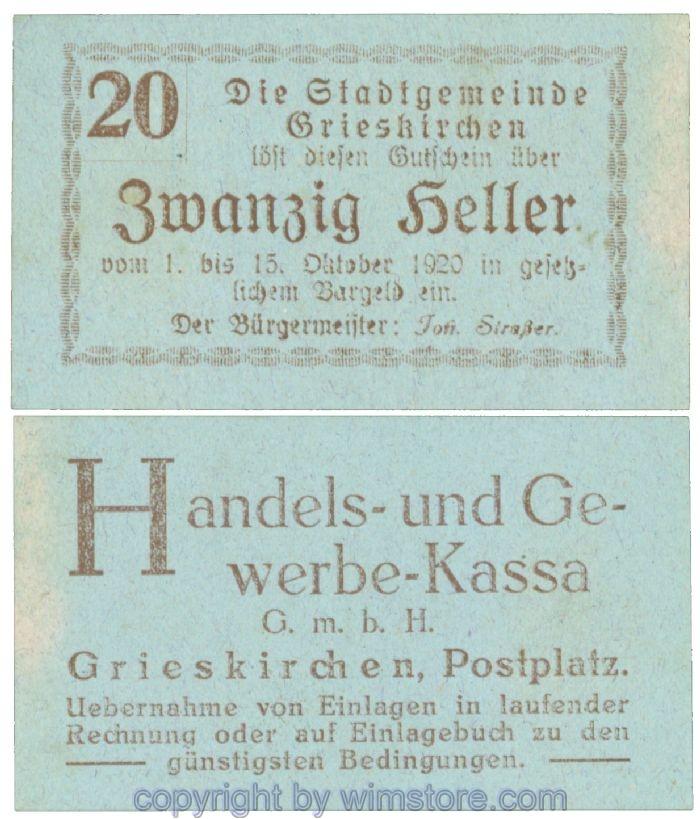 20
Die Stadtgemeinde
Grieskirchen
löst diesen Gutschein über
Zwanzig Heller
vom 1. bis 15. Oktober 1920 in gesetz-
lichem Bargeld ein.
Der Bürgermeister: Joh. Straßer.
Handels- und Ge-
werbe-Kassa
G. m. b. H.
Grieskirchen, Postplatz.
Uebernahme von Einlagen in laufender
Rechnung oder auf Einlagebuch zu den
günstigsten Bedingungen.
copyright by wimstore.com